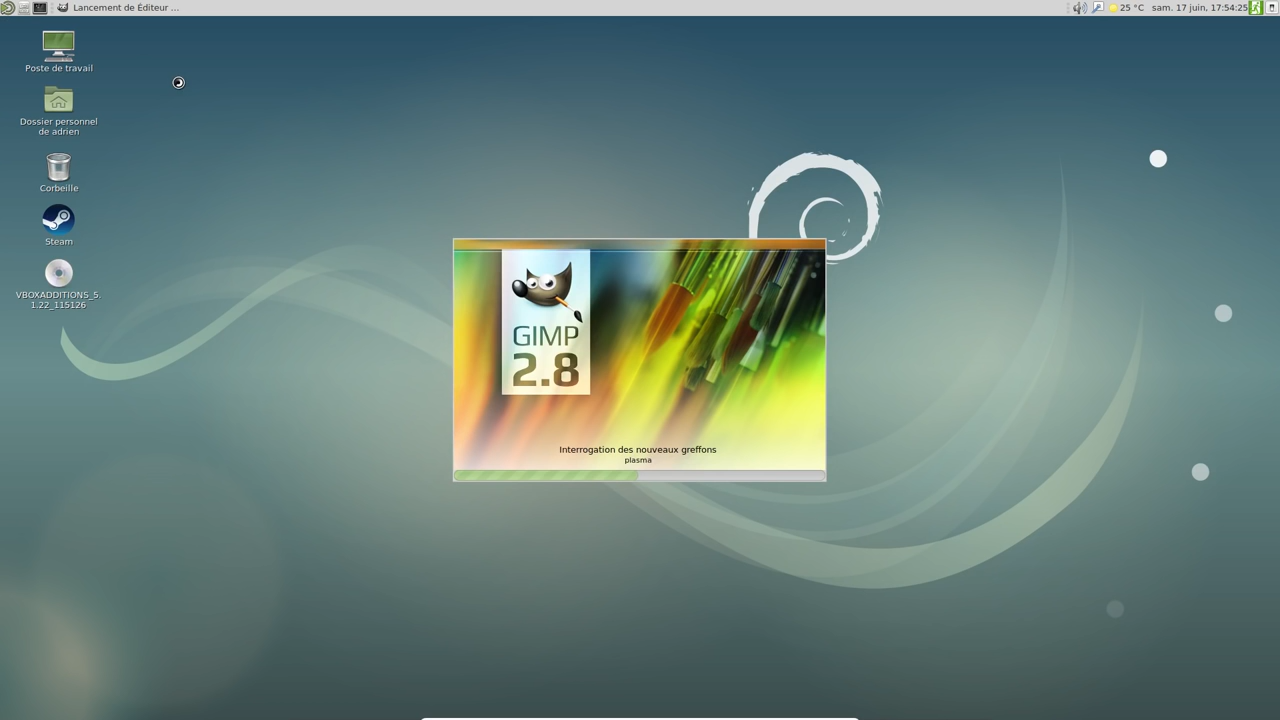 Lancement de Éditeur ...
25 °C
sam. 17 juin, 17:54:25
Poste de travail
Dossier personnel
de adrien
Corbeille
Steam
VBOXADDITIONS_5.
1.22_115126
GIMP
2.8
Interrogation des nouveaux greffons
plasma